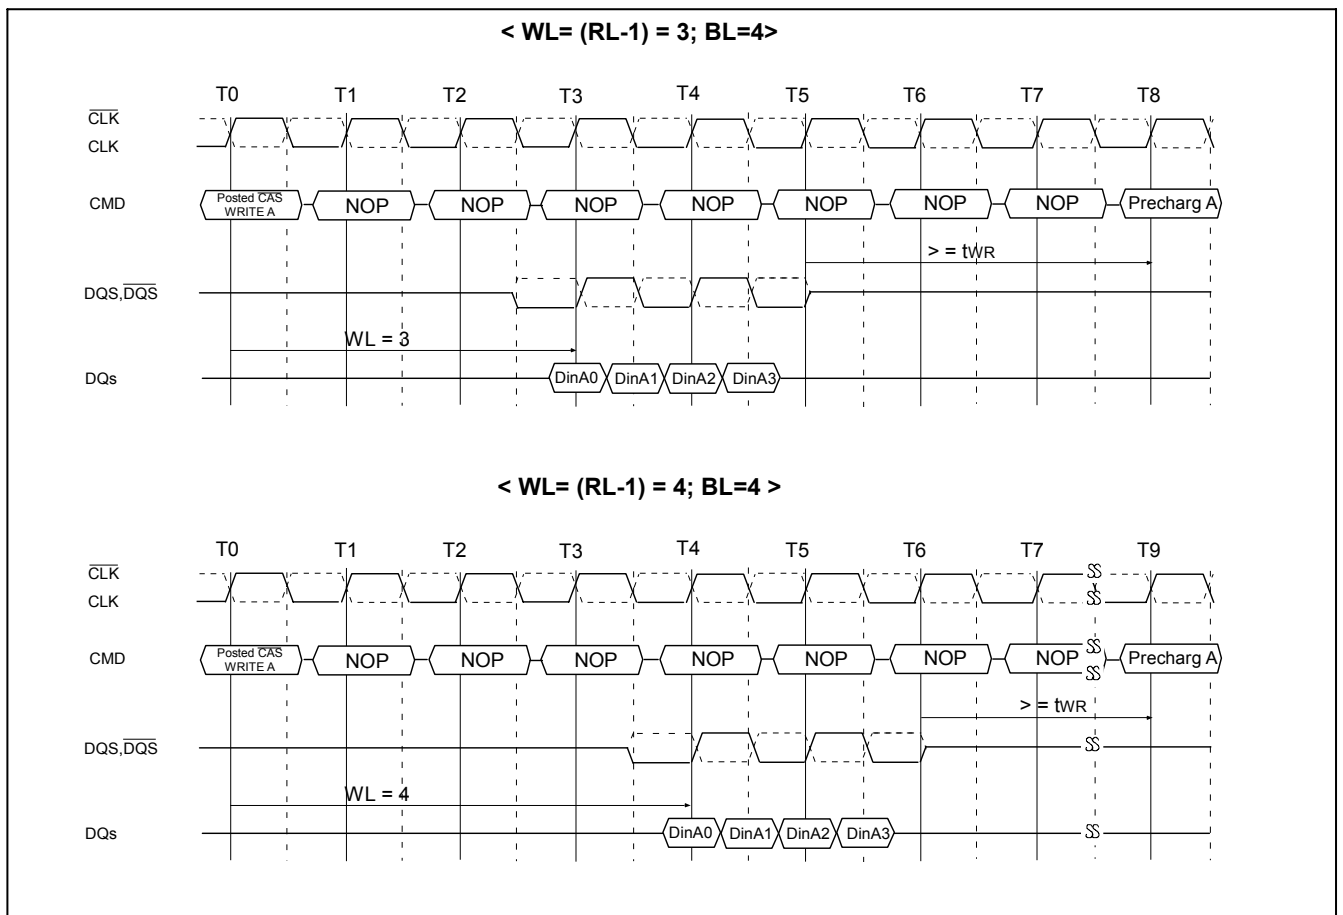 < WL= (RL-1) = 3; BL=4>
T0 T1 T2 T3 T4 T5 T6 T7 T8
CLK
CLK
CMD
Posted CAS
WRITE A
NOP NOP NOP NOP NOP NOP NOP Precharg A
> = tWR
DQS,DQS
WL = 3
DQs
DinA0 DinA1 DinA2 DinA3
< WL= (RL-1) = 4; BL=4 >
T0 T1 T2 T3 T4 T5 T6 T7 T9
CLK
CLK
CMD
Posted CAS
WRITE A
NOP NOP NOP NOP NOP NOP NOP Precharg A
> = tWR
DQS,DQS
WL = 4
DQs
DinA0 DinA1 DinA2 DinA3